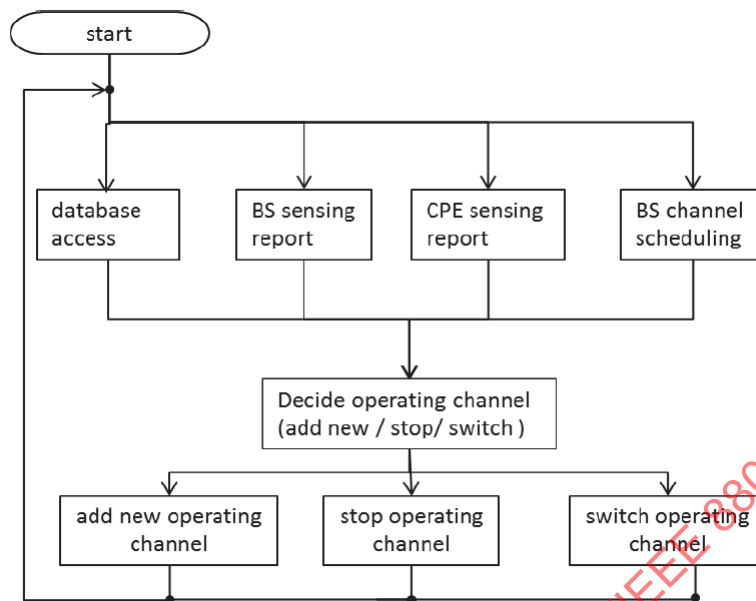 start
database
access
BS sensing
report
CPE sensing
report
BS channel
scheduling
Decide operating channel
(add new / stop/ switch )
add new operating
channel
stop operating
channel
switch operating
channel
IEEE 880